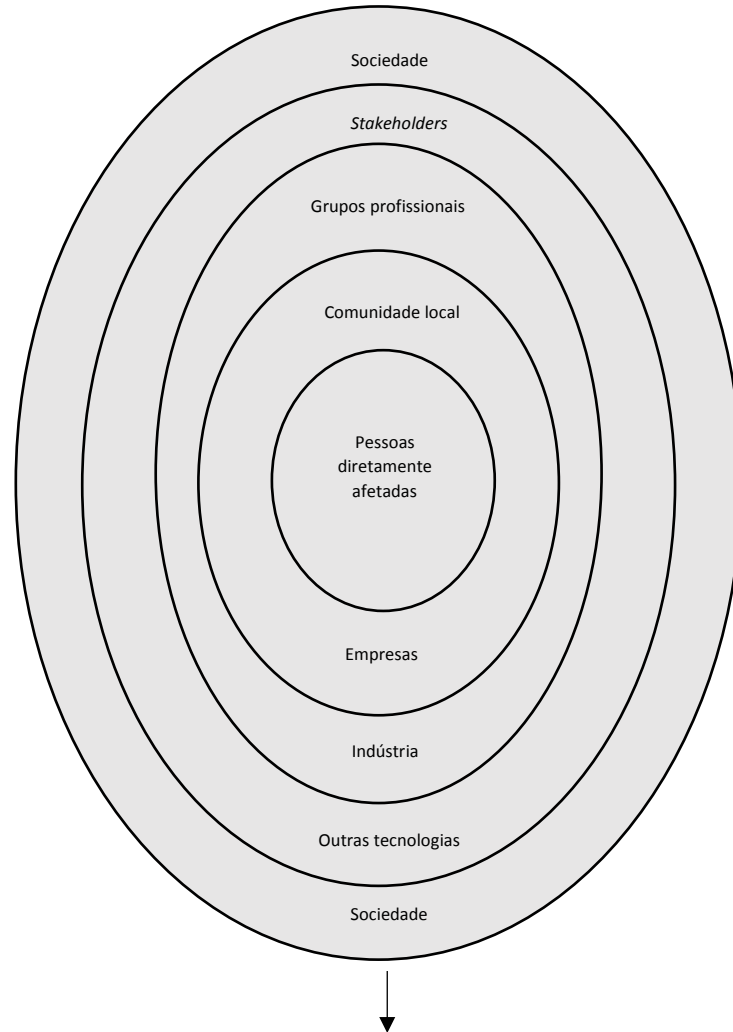 Sociedade
Stakeholders
Grupos profissionais
Comunidade local
Pessoas
diretamente
afetadas
Empresas
Indústria
Outras tecnologias
Sociedade